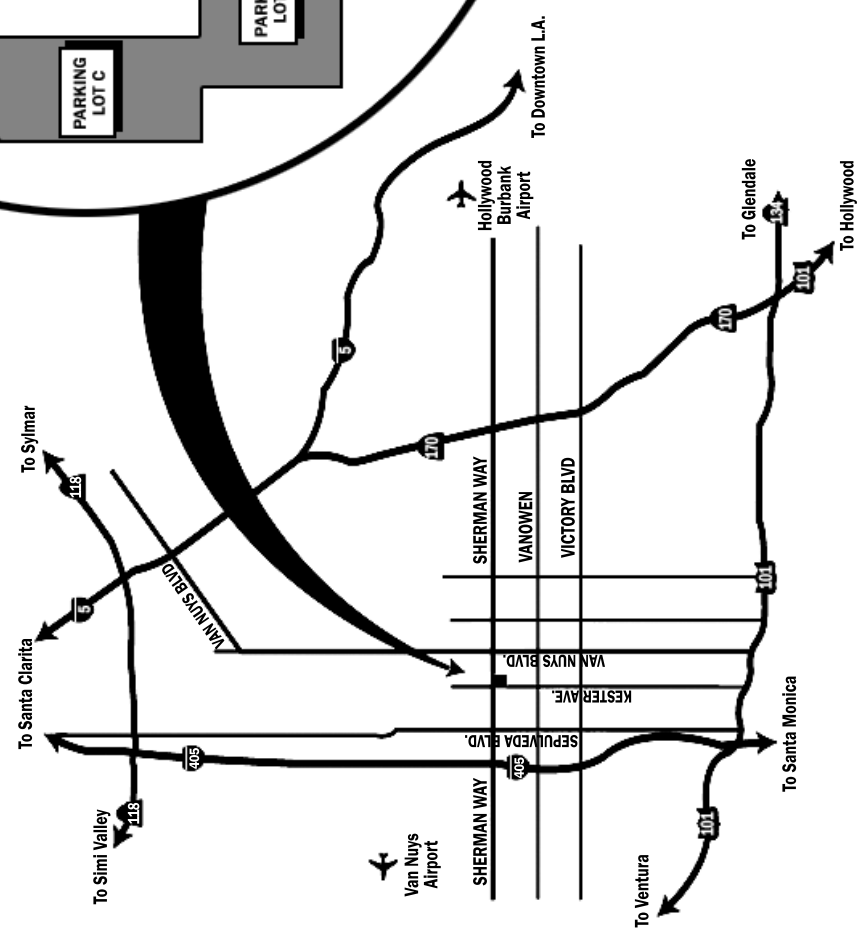 To Santa Clarita
To Sylmar
118
5
PARKING
LOT C
To Simi Valley
118
VAN NUYS BLVD
405
PARK
LOT
5
Van Nuys
Airport
170
Hollywood
Burbank
Airport
SHERMAN WAY
SHERMAN WAY
405
SEPULVEDA BLVD.
KESTER AVE.
VAN NUYS BLVD.
VANOWEN
To Downtown L.A.
VICTORY BLVD
To Ventura
101
170
To Glendale
101
134
To Santa Monica
101
To Hollywood